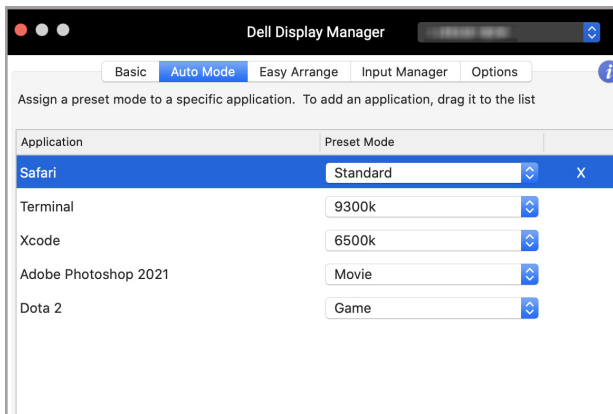 Dell Display Manager
Basic Auto Mode Easy Arrange Input Manager Options i
Assign a preset mode to a specific application. To add an application, drag it to the list
Application Preset Mode
Safari Standard X
Terminal 9300k
Xcode 6500k
Adobe Photoshop 2021 Movie
Dota 2 Game